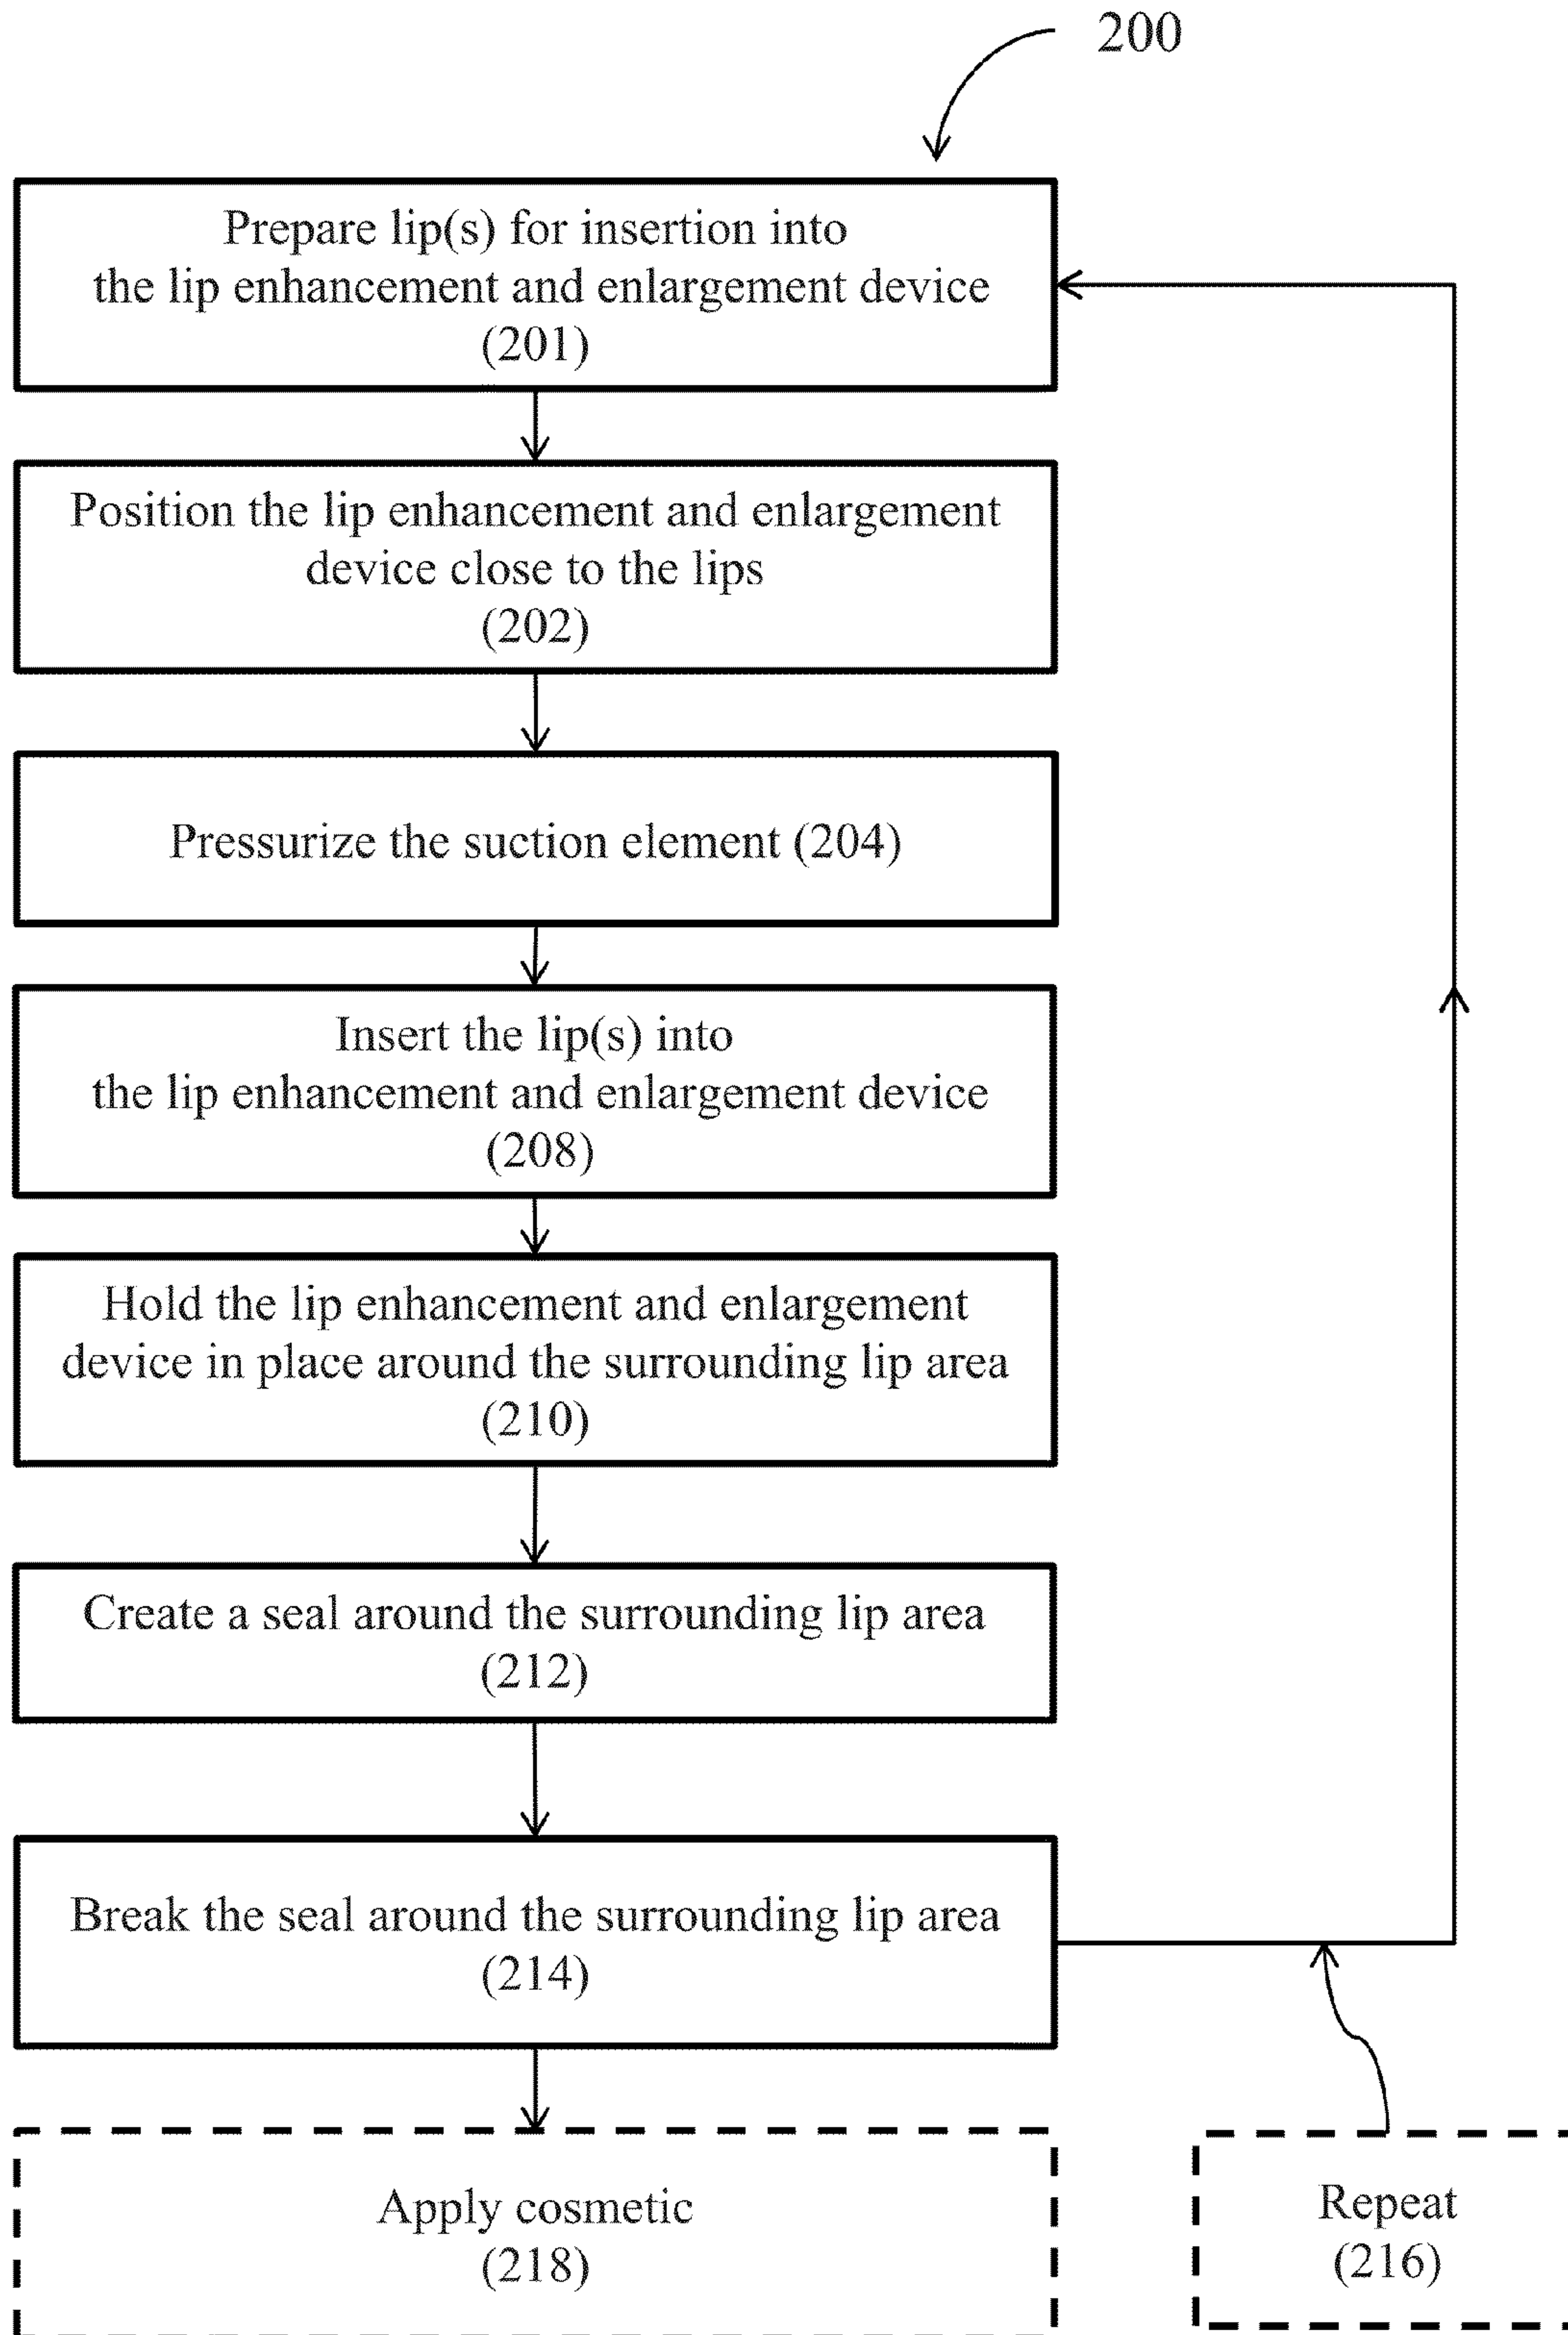 200
Prepare lip(s) for insertion into
the lip enhancement and enlargement device
(201)
Position the lip enhancement and enlargement
device close to the lips
(202)
Pressurize the suction element (204)
Insert the lip(s) into
the lip enhancement and enlargement device
(208)
Hold the lip enhancement and enlargement
device in place around the surrounding lip area
(210)
Create a seal around the surrounding lip area
(212)
Break the seal around the surrounding lip area
(214)
Apply cosmetic
(218)
Repeat
(216)